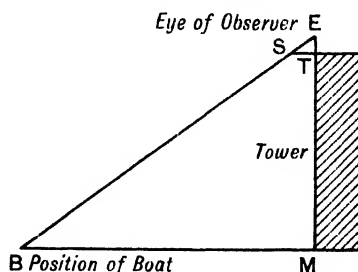 Eye of Observer E
S
T
Tower
B Position of Boat M